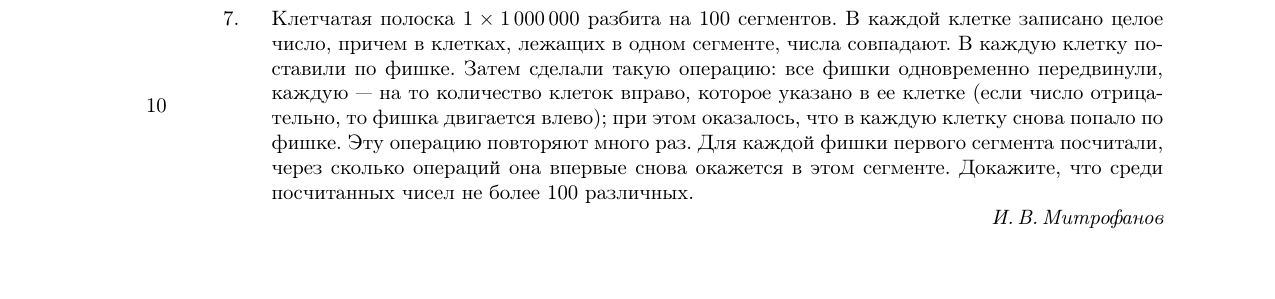 7. Клетчатая полоска 1 × 1 000 000 разбита на 100 сегментов. В каждой клетке записано целое
число, причем в клетках, лежащих в одном сегменте, числа совпадают. В каждую клетку по-
ставили по фишке. Затем сделали такую операцию: все фишки одновременно передвинули,
каждую — на то количество клеток вправо, которое указано в ее клетке (если число отрица-
10
тельно, то фишка двигается влево); при этом оказалось, что в каждую клетку снова попало по
фишке. Эту операцию повторяют много раз. Для каждой фишки первого сегмента посчитали,
через сколько операций она впервые снова окажется в этом сегменте. Докажите, что среди
посчитанных чисел не более 100 различных.
И. В. Митрофанов